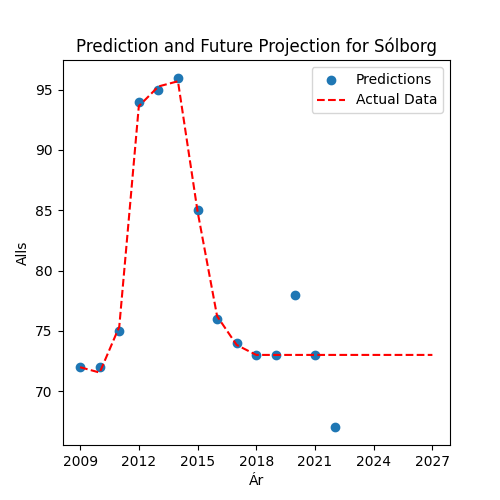 Prediction and Future Projection for Sólborg
Predictions
Actual Data
95
90
85
80
75
70
Alls
2009 2012 2015 2018 2021 2024 2027
Ár